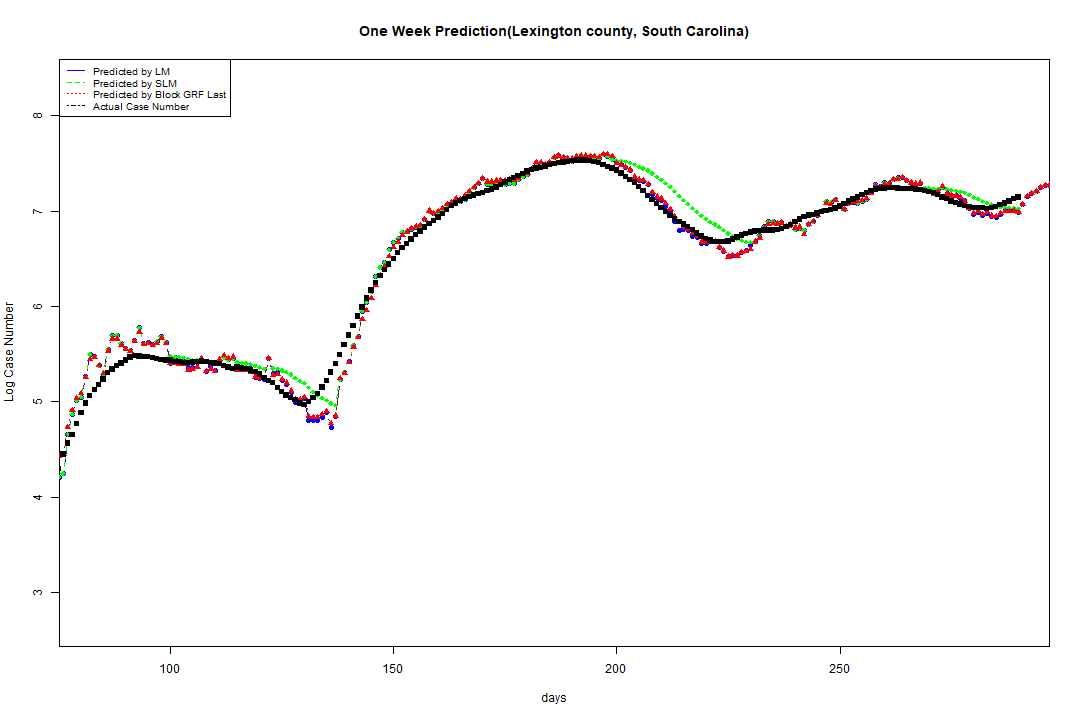 One Week Prediction(Lexington county, South Carolina)
Predicted by LM
Predicted by SLM
Predicted by Block GRF Last
Actual Case Number
8
7
6
5
4
3
Log Case Number
100 150 200 250
days